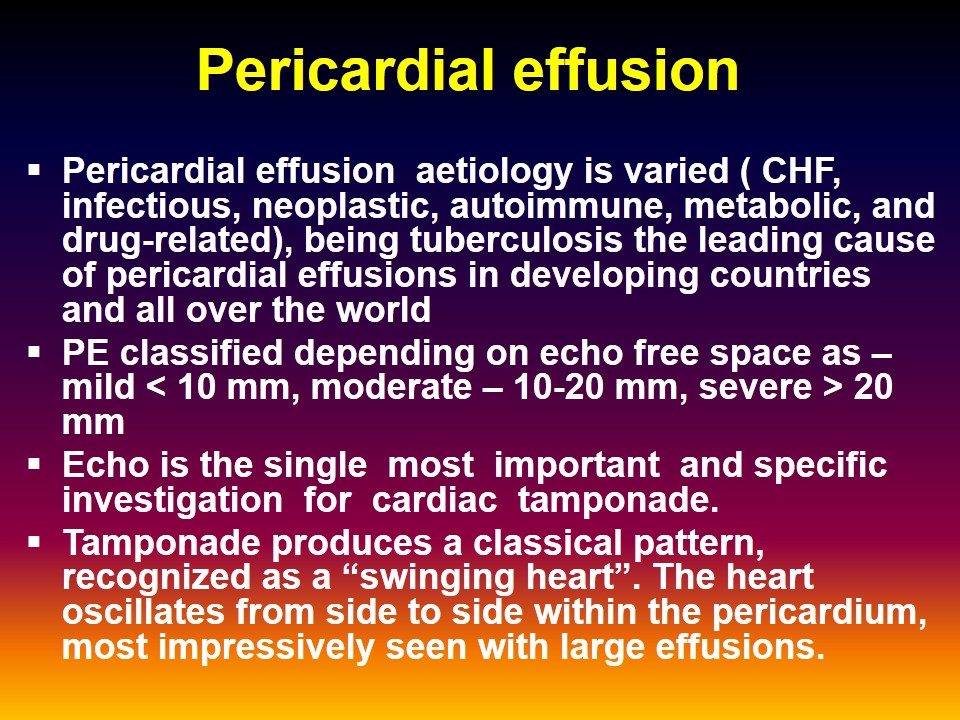 Pericardial effusion
▪ Pericardial effusion  aetiology is varied ( CHF,
infectious, neoplastic, autoimmune, metabolic, and
drug-related), being tuberculosis the leading cause
of pericardial effusions in developing countries
and all over the world
▪ PE classified depending on echo free space as –
mild < 10 mm, moderate – 10-20 mm, severe > 20
mm
▪ Echo is the single  most  important  and specific
investigation  for  cardiac  tamponade.
▪ Tamponade produces a classical pattern,
recognized as a “swinging heart”. The heart
oscillates from side to side within the pericardium,
most impressively seen with large effusions.